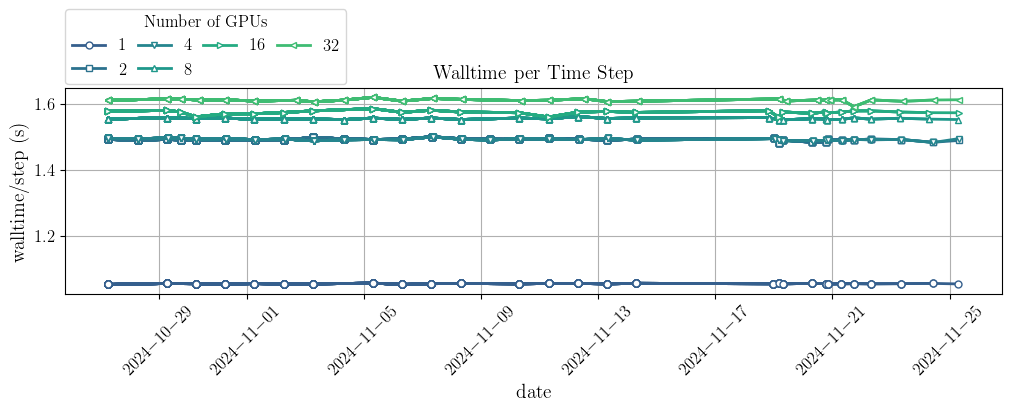 Number of GPUs
1 4 16 32
2 8
Walltime per Time Step
1.6
1.4
1.2
walltime/step (s)
2024−10−29 2024−11−01 2024−11−05 2024−11−09 2024−11−13 2024−11−17 2024−11−21 2024−11−25
date